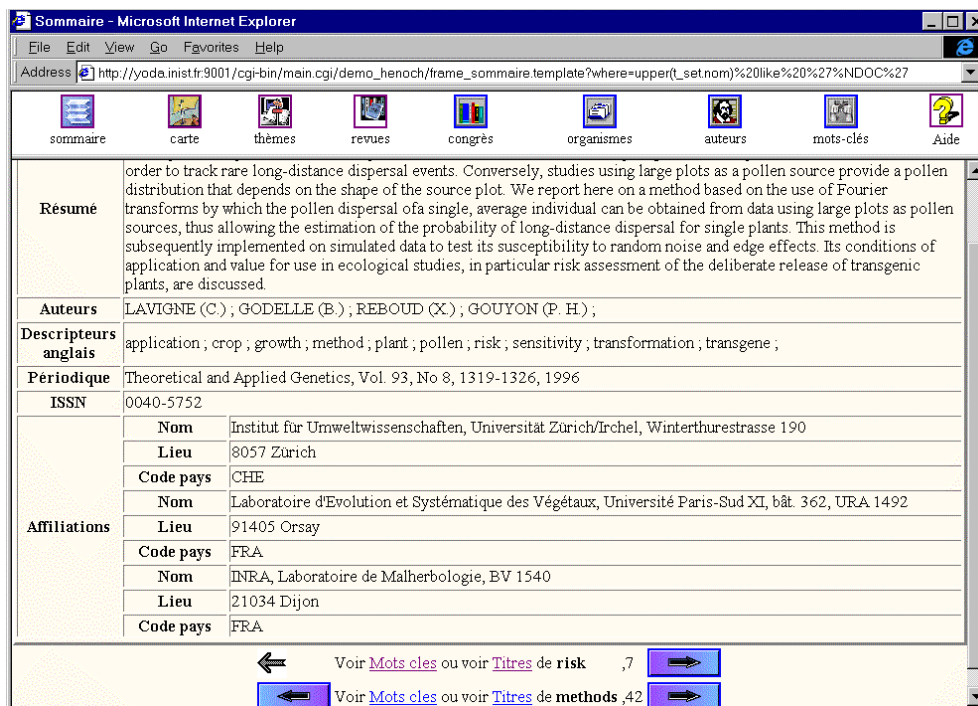 Sommaire - Microsoft Internet Explorer
File Edit View Go Favorites Help
Address http://yoda.inist.fr:9001/cgi-bin/main.cgi/demo_henoch/frame_sommaire.template?where=upper(t_set.nom)%20like%20%27%NDOC%27
sommaire carte thèmes revues congrès organismes auteurs mots-clés Aide
order to track rare long-distance dispersal events. Conversely, studies using large plots as a pollen source provide a pollen
distribution that depends on the shape of the source plot. We report here on a method based on the use of Fourier
Résumé transforms by which the pollen dispersal ofa single, average individual can be obtained from data using large plots as pollen
sources, thus allowing the estimation of the probability of long-distance dispersal for single plants. This method is
subsequently implemented on simulated data to test its susceptibility to random noise and edge effects. Its conditions of
application and value for use in ecological studies, in particular risk assessment of the deliberate release of transgenic
plants, are discussed.
Auteurs LAVIGNE (C.) ; GODELLE (B.) ; REBOUD (X.) ; GOUYON (P. H.) ;
Descripteurs anglais application ; crop ; growth ; method ; plant ; pollen ; risk ; sensitivity ; transformation ; transgene ;
Périodique Theoretical and Applied Genetics, Vol. 93, No 8, 1319-1326, 1996
ISSN 0040-5752
Affiliations
Nom Institut für Umweltwissenschaften, Universität Zürich/Irchel, Winterthurestrasse 190
Lieu 8057 Zürich
Code pays CHE
Nom Laboratoire d'Evolution et Systématique des Végétaux, Université Paris-Sud XI, bât. 362, URA 1492
Lieu 91405 Orsay
Code pays FRA
Nom INRA, Laboratoire de Malherbologie, BV 1540
Lieu 21034 Dijon
Code pays FRA
Voir Mots cles ou voir Titres de risk ,7
Voir Mots cles ou voir Titres de methods ,42